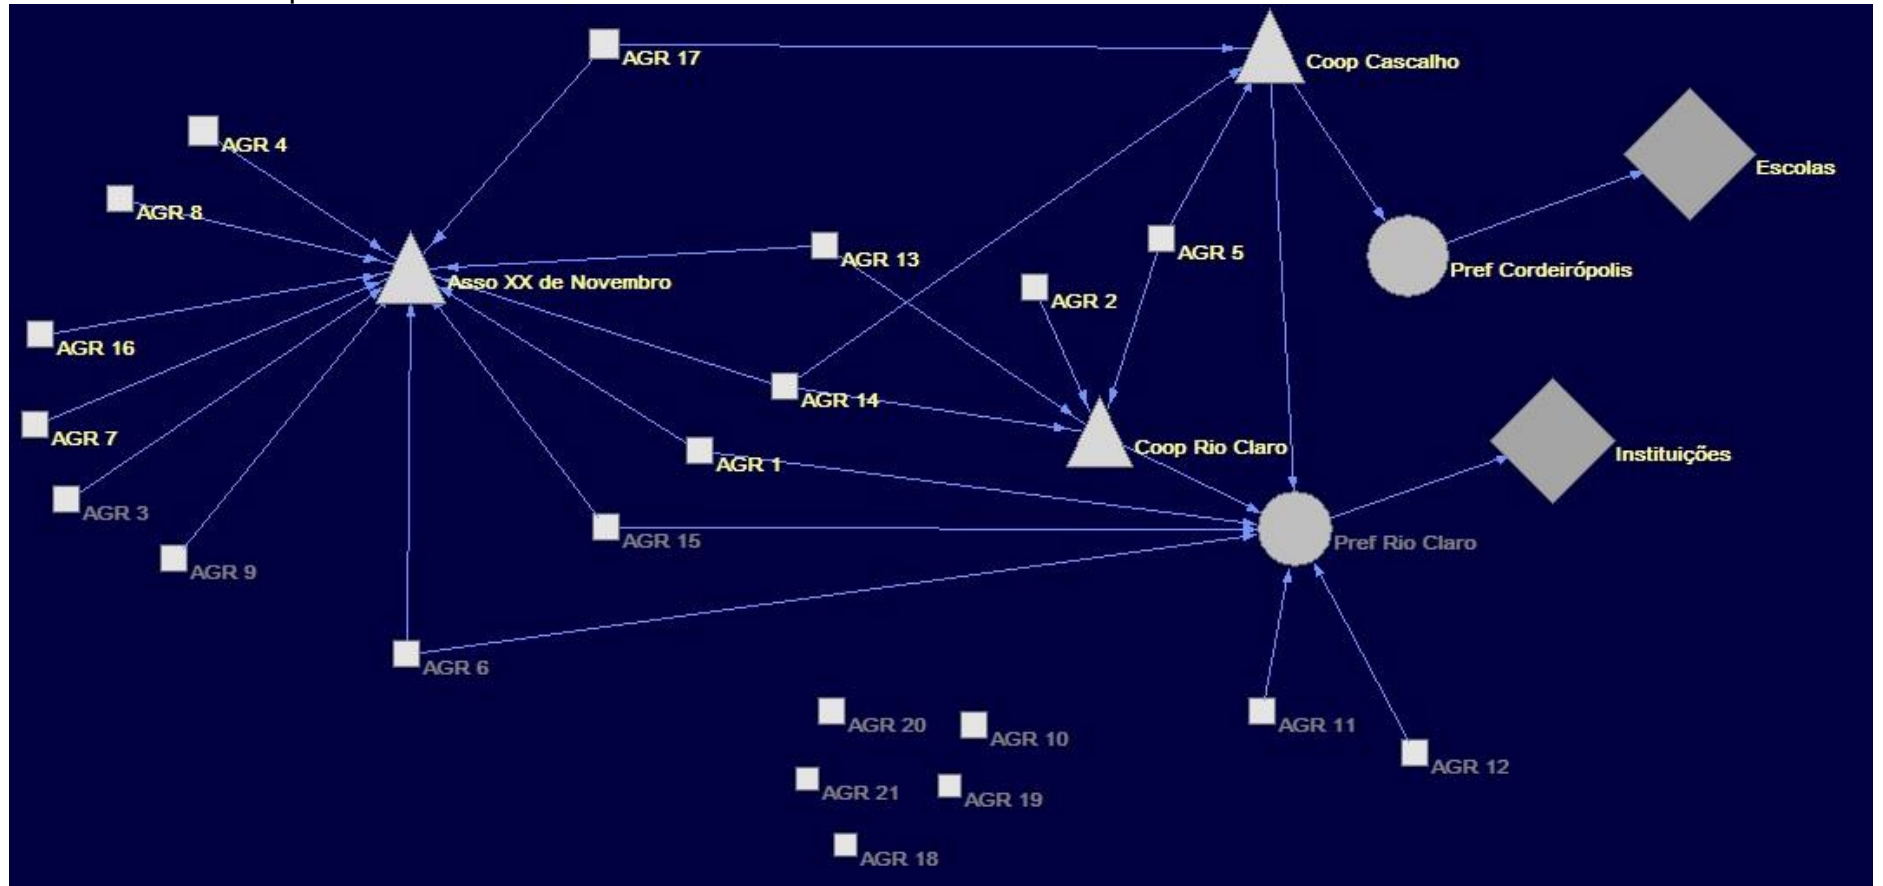 AGR 17
Coop Cascalho
AGR 4
Escolas
AGR 8
AGR 13
AGR 5
Pref Cordeirópolis
Asso XX de Novembro
AGR 2
AGR 16
AGR 14
AGR 7
Coop Rio Claro
Instituições
AGR 1
AGR 3
AGR 15
Pref Rio Claro
AGR 9
AGR 6
AGR 20
AGR 11
AGR 10
AGR 12
AGR 21
AGR 19
AGR 18